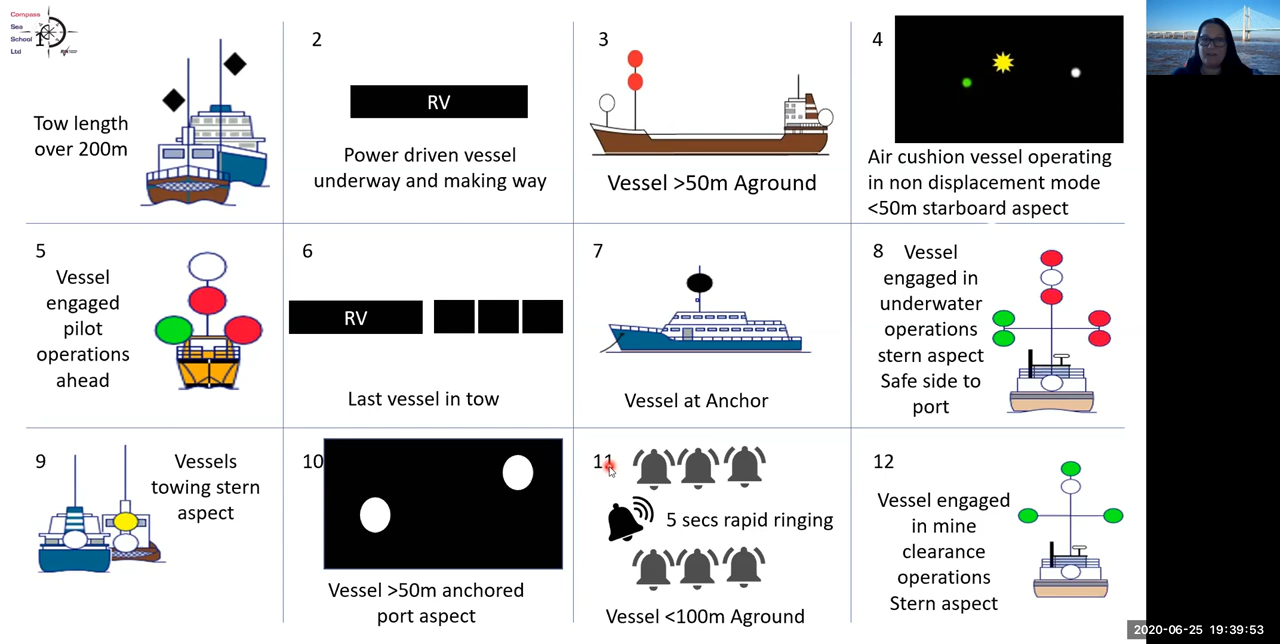 Compass
Sea
School
Ltd
1
Tow length
over 200m
2
RV
Power driven vessel
underway and making way
3
Vessel >50m Aground
4
Air cushion vessel operating
in non displacement mode
<50m starboard aspect
5
Vessel
engaged
pilot
operations
ahead
6
RV
Last vessel in tow
7
Vessel at Anchor
8
Vessel
engaged in
underwater
operations
stern aspect
Safe side to
port
9
Vessels
towing stern
aspect
10
Vessel >50m anchored
port aspect
11
5 secs rapid ringing
Vessel <100m Aground
12
Vessel engaged
in mine
clearance
operations
Stern aspect
2020-06-25 19:39:53